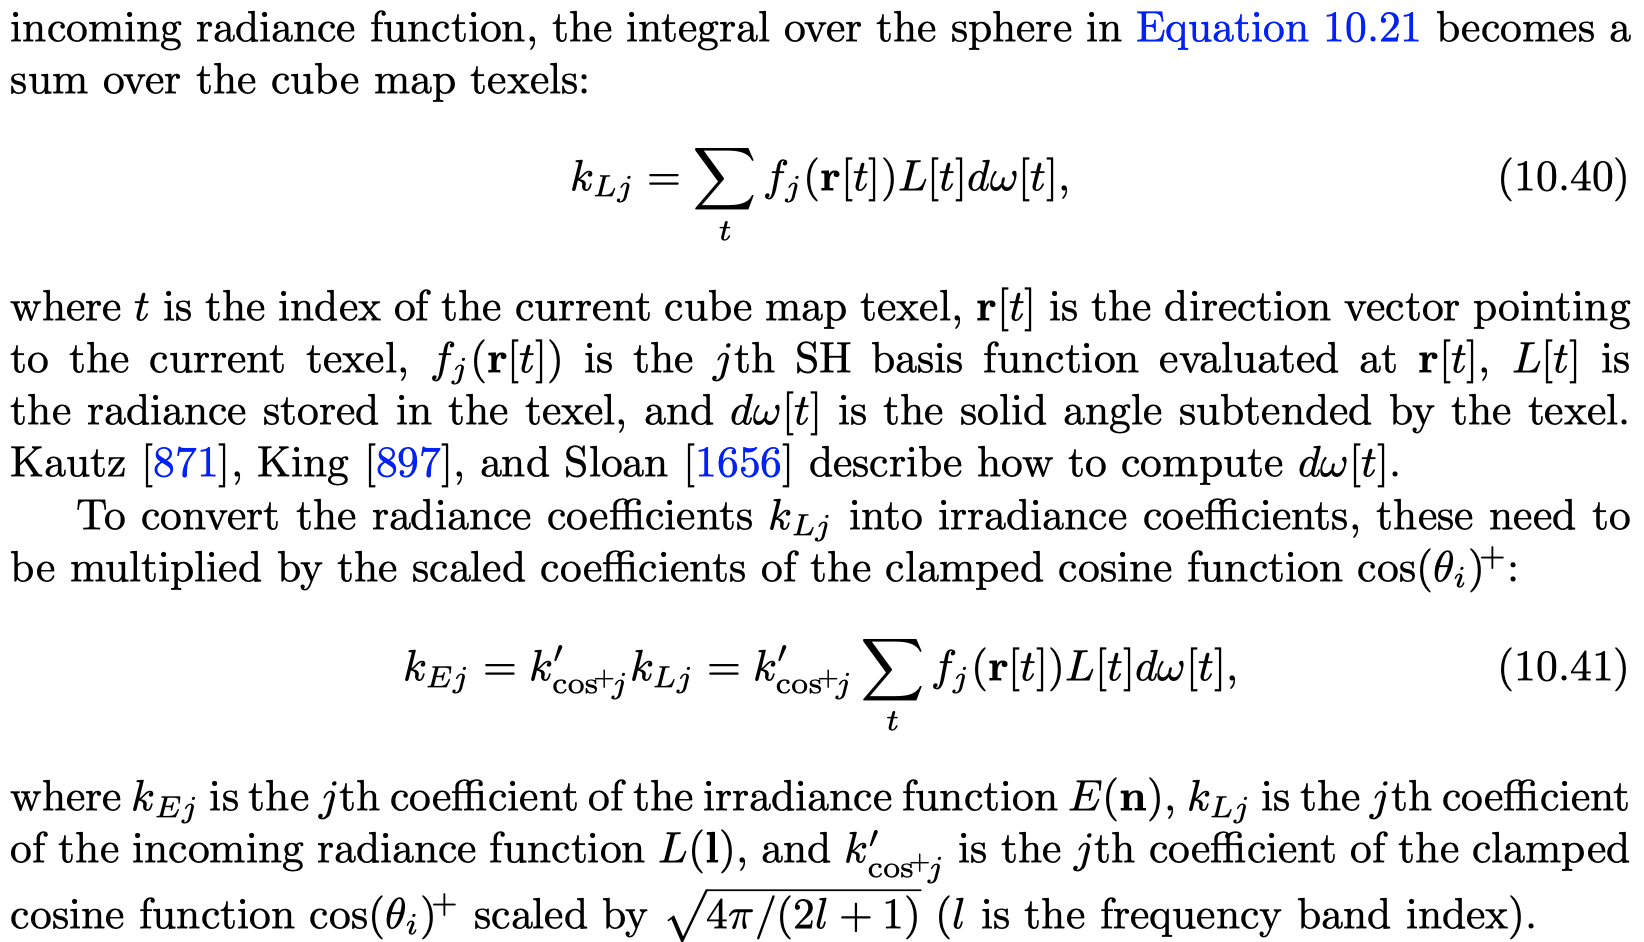 incoming radiance function, the integral over the sphere in Equation 10.21 becomes a
sum over the cube map texels:
$k_{Lj} = \sum_{t} f_j(\mathbf{r}[t])L[t]d\omega[t],$ (10.40)
where $t$ is the index of the current cube map texel, $\mathbf{r}[t]$ is the direction vector pointing
to the current texel, $f_j(\mathbf{r}[t])$ is the $j$th SH basis function evaluated at $\mathbf{r}[t]$, $L[t]$ is
the radiance stored in the texel, and $d\omega[t]$ is the solid angle subtended by the texel.
Kautz [871], King [897], and Sloan [1656] describe how to compute $d\omega[t]$.
To convert the radiance coefficients $k_{Lj}$ into irradiance coefficients, these need to
be multiplied by the scaled coefficients of the clamped cosine function $\cos(\theta_i)^+$:
$k_{Ej} = k'_{\cos^+ j}k_{Lj} = k'_{\cos^+ j} \sum_{t} f_j(\mathbf{r}[t])L[t]d\omega[t],$ (10.41)
where $k_{Ej}$ is the $j$th coefficient of the irradiance function $E(\mathbf{n})$, $k_{Lj}$ is the $j$th coefficient
of the incoming radiance function $L(\mathbf{l})$, and $k'_{\cos^+ j}$ is the $j$th coefficient of the clamped
cosine function $\cos(\theta_i)^+$ scaled by $\sqrt{4\pi/(2l+1)}$ ($l$ is the frequency band index).